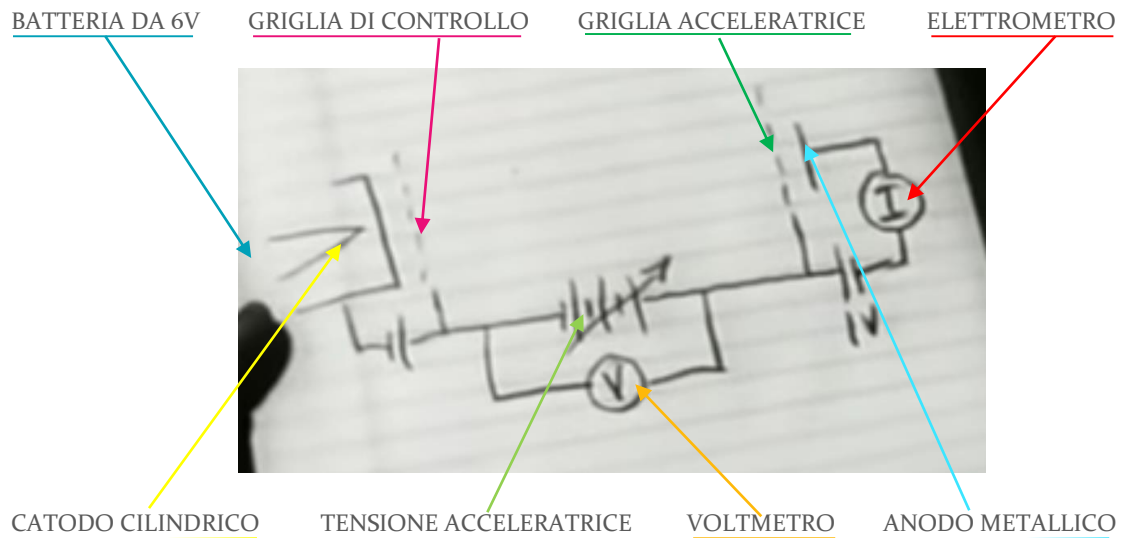 BATTERIA DA 6V GRIGLIA DI CONTROLLO GRIGLIA ACCELERATRICE ELETTROMETRO
I
1V
V
CATODO CILINDRICO TENSIONE ACCELERATRICE VOLTMETRO ANODO METALLICO